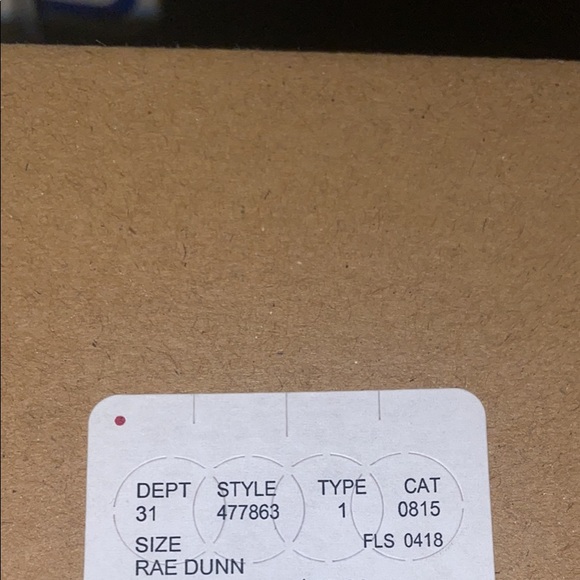 DEPT STYLE TYPE CAT
31 477863 1 0815
SIZE FLS 0418
RAE DUNN